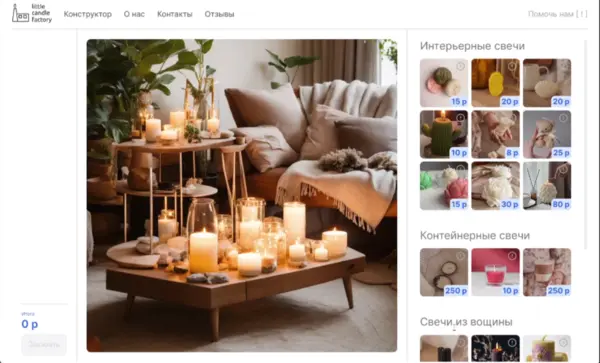 little
candle
factory
Конструктор
О нас
Контакты
Отзывы
Помочь нам [ ! ]
Интерьерные свечи
15 р
20 р
20 р
10 р
8 р
25 р
15 р
30 р
80 р
Контейнерные свечи
250 р
10 р
250 р
Свечи из вощины
Итого
0 р
Заказать